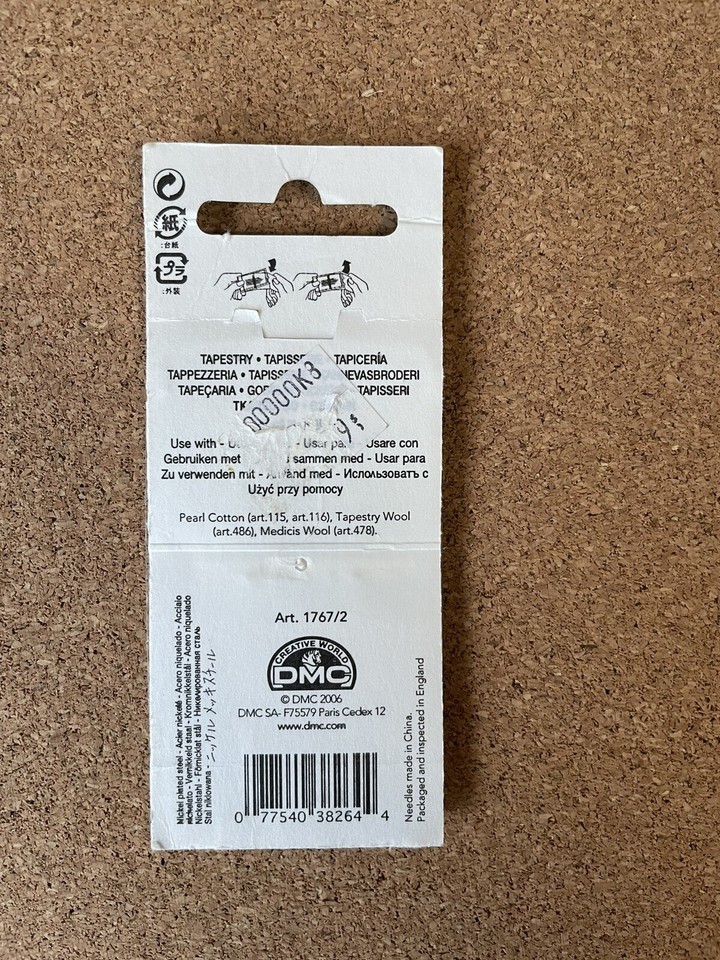 紙
:台紙
プラ
:外装
TAPESTRY • TAPISSE TAPICERÍA
TAPPEZZERIA • TAPISS NEVASBRODERI
TAPEÇARIA • GOB TAPISSERI
00000K8
9
Use with - Usar para Usare con
Gebruiken met sammen med - Usar para
Zu verwenden mit - Använd med - Использовать с
Użyć przy pomocy
Pearl Cotton (art.115, art.116), Tapestry Wool
(art.486), Medicis Wool (art.478).
Art. 1767/2
CREATIVE WORLD
DMC
© DMC 2006
DMC SA- F75579 Paris Cedex 12
www.dmc.com
0 77540 38264 4
Nickel plated steel - Acier nickelé - Acero niquelado - Acciaio
nichelato - Vernikkeld staal - Kromnikkelstål - Acero niquelado
Nickelstahl - Förnicklat stål - Никелированная сталь
Stal niklowana - ニッケルメッキスチール
Needles made in China.
Packaged and inspected in England